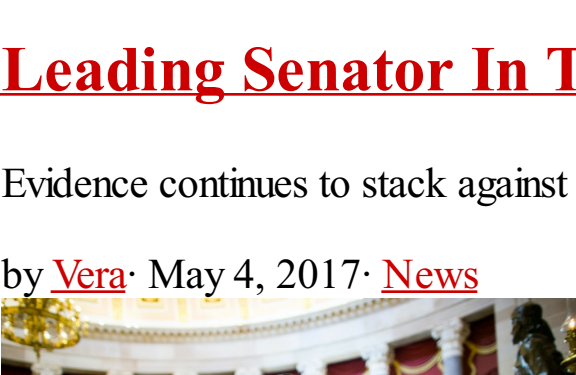 Leading Senator In T
Evidence continues to stack against
by Vera· May 4, 2017· News